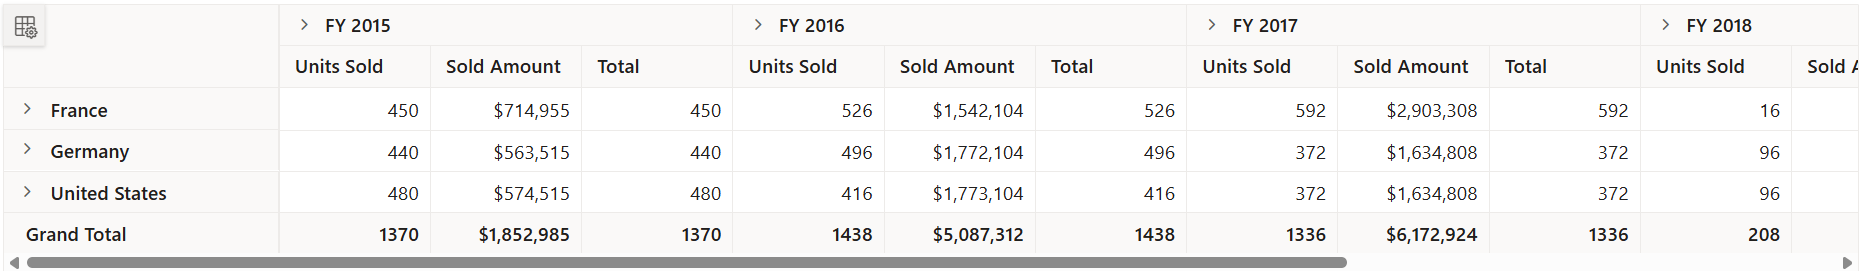 FY 2015 FY 2016 FY 2017 FY 2018
Units Sold Sold Amount Total Units Sold Sold Amount Total Units Sold Sold Amount Total Units Sold Sold
France 450 $714,955 450 526 $1,542,104 526 592 $2,903,308 592 16
Germany 440 $563,515 440 496 $1,772,104 496 372 $1,634,808 372 96
United States 480 $574,515 480 416 $1,773,104 416 372 $1,634,808 372 96
Grand Total 1370 $1,852,985 1370 1438 $5,087,312 1438 1336 $6,172,924 1336 208